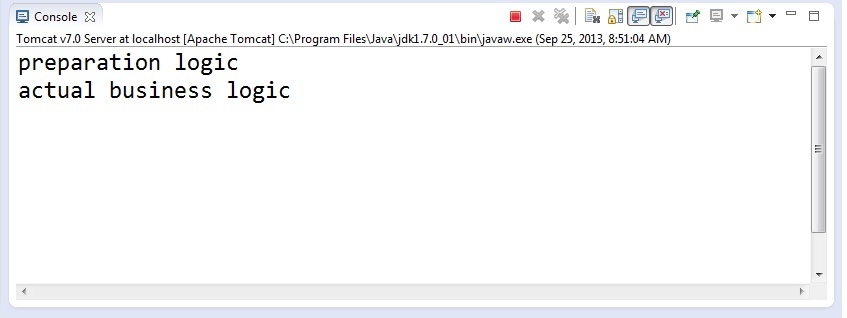 Console
Tomcat v7.0 Server at localhost [Apache Tomcat] C:\Program Files\Java\jdk1.7.0_01\bin\javaw.exe (Sep 25, 2013, 8:51:04 AM)
preparation logic
actual business logic